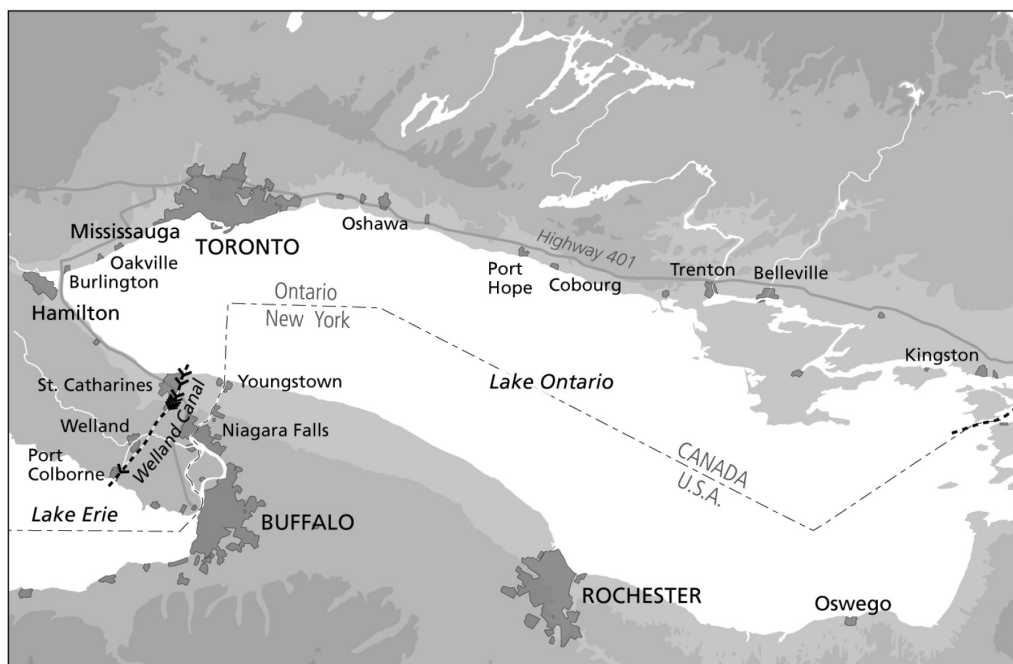 Mississauga
TORONTO
Oshawa
Highway 401
Oakville
Burlington
Port
Hope
Cobourg
Trenton
Belleville
Hamilton
Ontario
New York
Kingston
St. Catharines
Youngstown
Lake Ontario
Welland Canal
Welland
Niagara Falls
Port
Colborne
CANADA
U.S.A.
Lake Erie
BUFFALO
ROCHESTER
Oswego